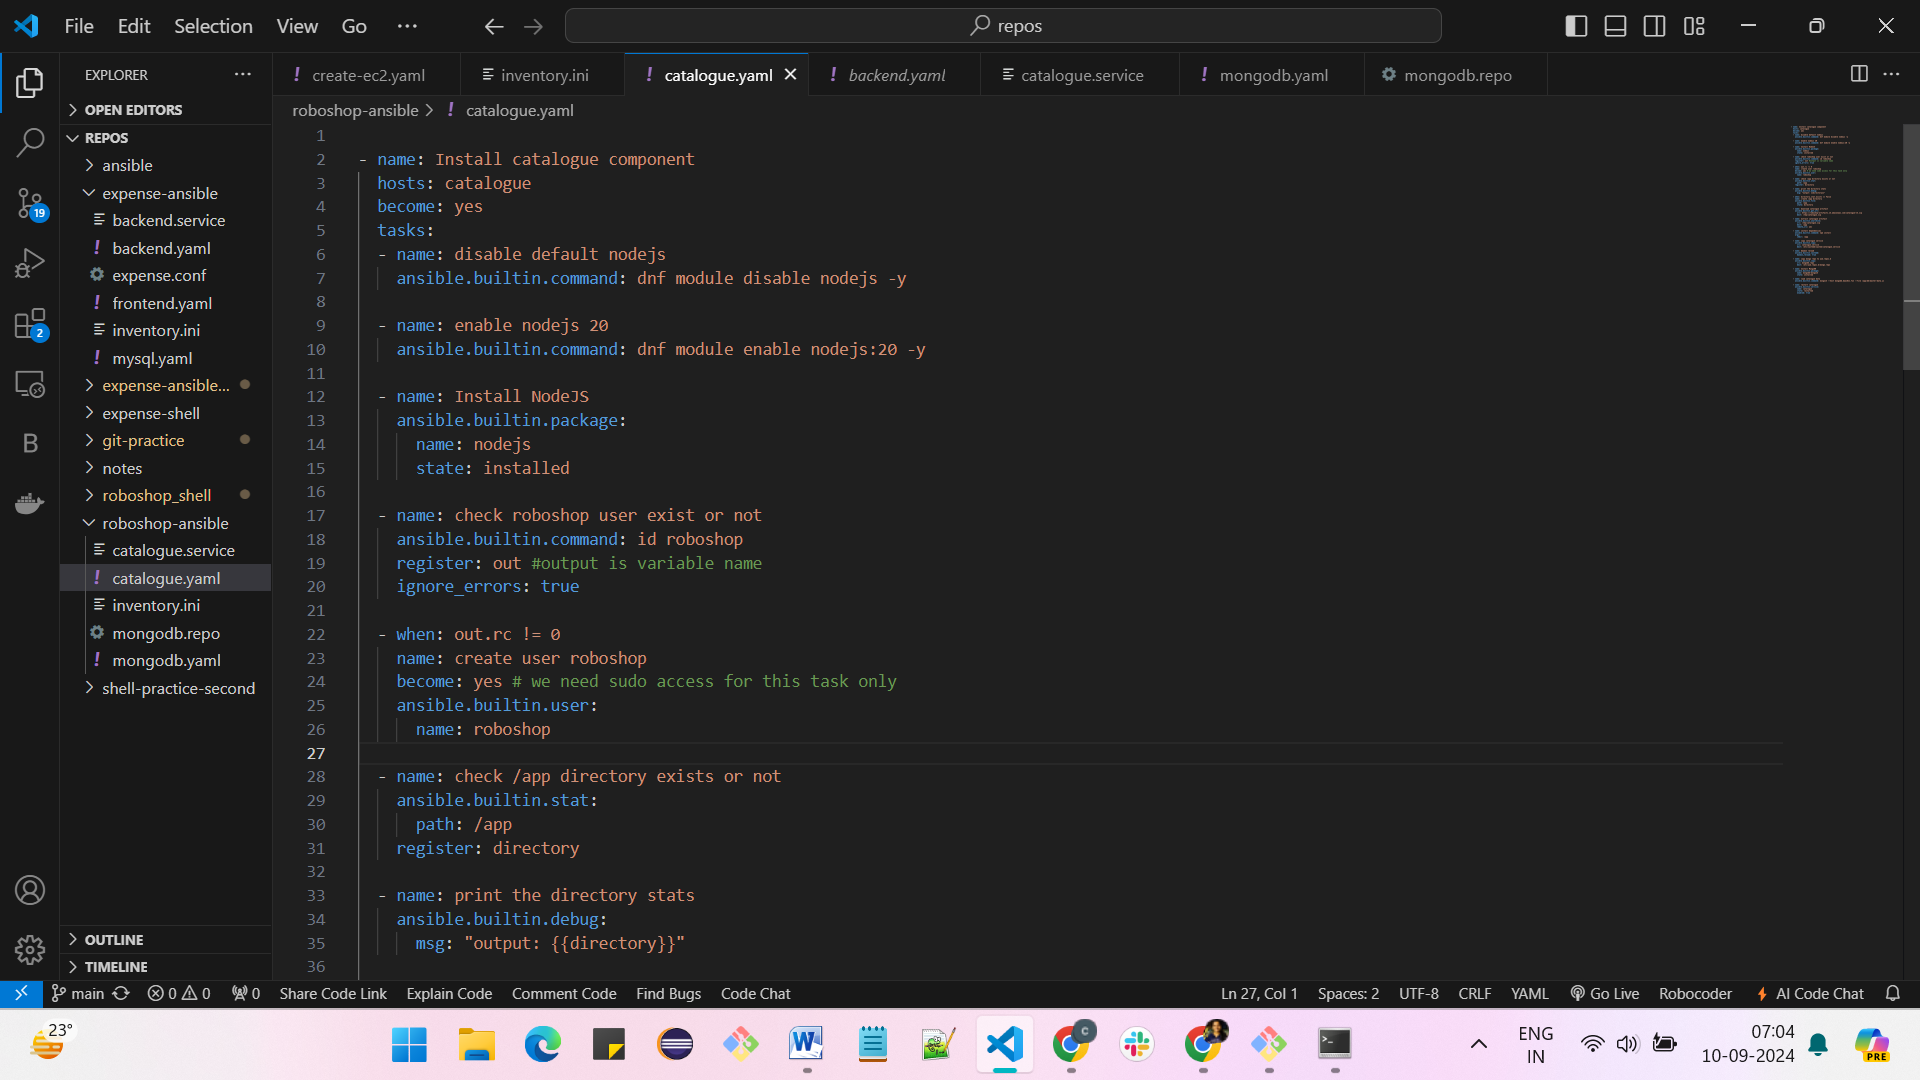 File Edit Selection View Go ... repos
EXPLORER ...
OPEN EDITORS
REPOS
ansible
expense-ansible
backend.service
backend.yaml
expense.conf
frontend.yaml
inventory.ini
mysql.yaml
expense-ansible...
expense-shell
git-practice
notes
roboshop_shell
roboshop-ansible
catalogue.service
catalogue.yaml
inventory.ini
mongodb.repo
mongodb.yaml
shell-practice-second
OUTLINE
TIMELINE
19
2
B
! create-ec2.yaml inventory.ini ! catalogue.yaml ! backend.yaml catalogue.service ! mongodb.yaml mongodb.repo
roboshop-ansible > ! catalogue.yaml
1
2 - name: Install catalogue component
3 hosts: catalogue
4 become: yes
5 tasks:
6 - name: disable default nodejs
7 ansible.builtin.command: dnf module disable nodejs -y
8
9 - name: enable nodejs 20
10 ansible.builtin.command: dnf module enable nodejs:20 -y
11
12 - name: Install NodeJS
13 ansible.builtin.package:
14 name: nodejs
15 state: installed
16
17 - name: check roboshop user exist or not
18 ansible.builtin.command: id roboshop
19 register: out #output is variable name
20 ignore_errors: true
21
22 - when: out.rc != 0
23 name: create user roboshop
24 become: yes # we need sudo access for this task only
25 ansible.builtin.user:
26 name: roboshop
27
28 - name: check /app directory exists or not
29 ansible.builtin.stat:
30 path: /app
31 register: directory
32
33 - name: print the directory stats
34 ansible.builtin.debug:
35 msg: "output: {{directory}}"
36
main 0 0 0 Share Code Link Explain Code Comment Code Find Bugs Code Chat Ln 27, Col 1 Spaces: 2 UTF-8 CRLF YAML Go Live Robocoder AI Code Chat
23°
W
C
ENG
IN
07:04
10-09-2024
PRE